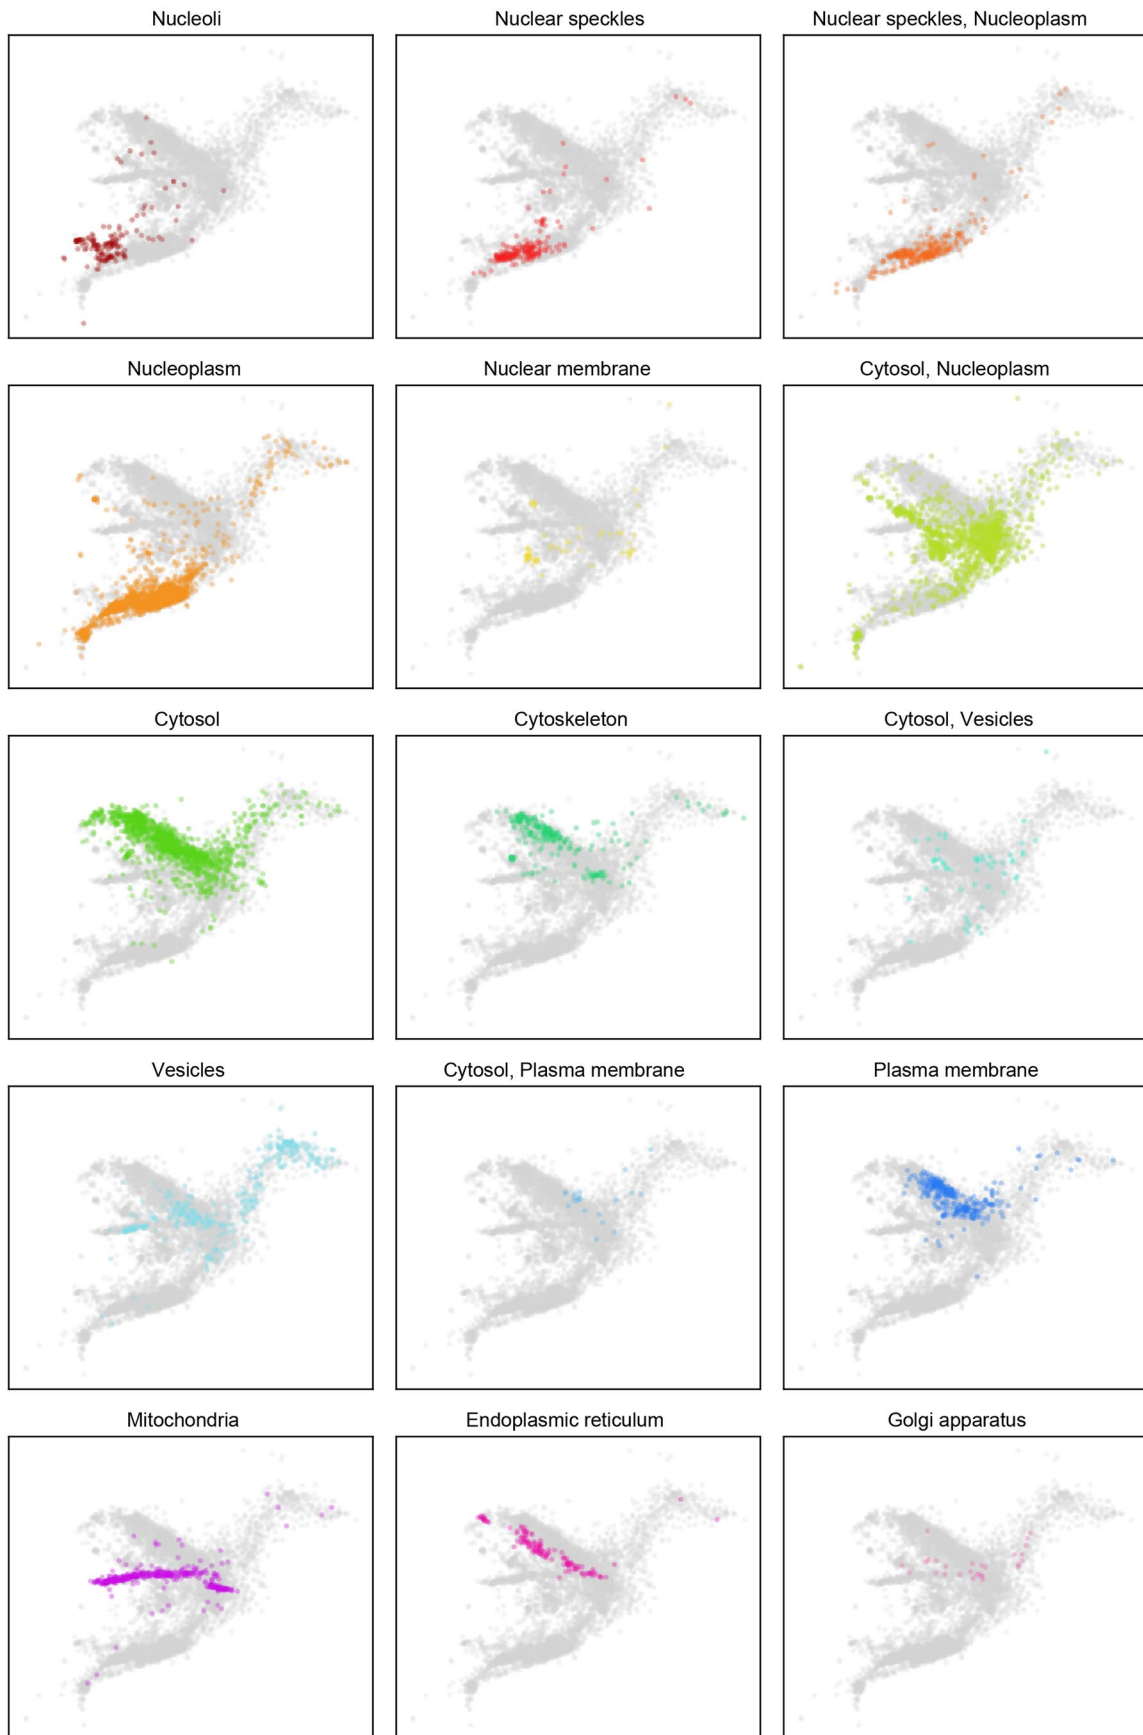 Nucleoli
Nuclear speckles
Nuclear speckles, Nucleoplasm
Nucleoplasm
Nuclear membrane
Cytosol, Nucleoplasm
Cytosol
Cytoskeleton
Cytosol, Vesicles
Vesicles
Cytosol, Plasma membrane
Plasma membrane
Mitochondria
Endoplasmic reticulum
Golgi apparatus